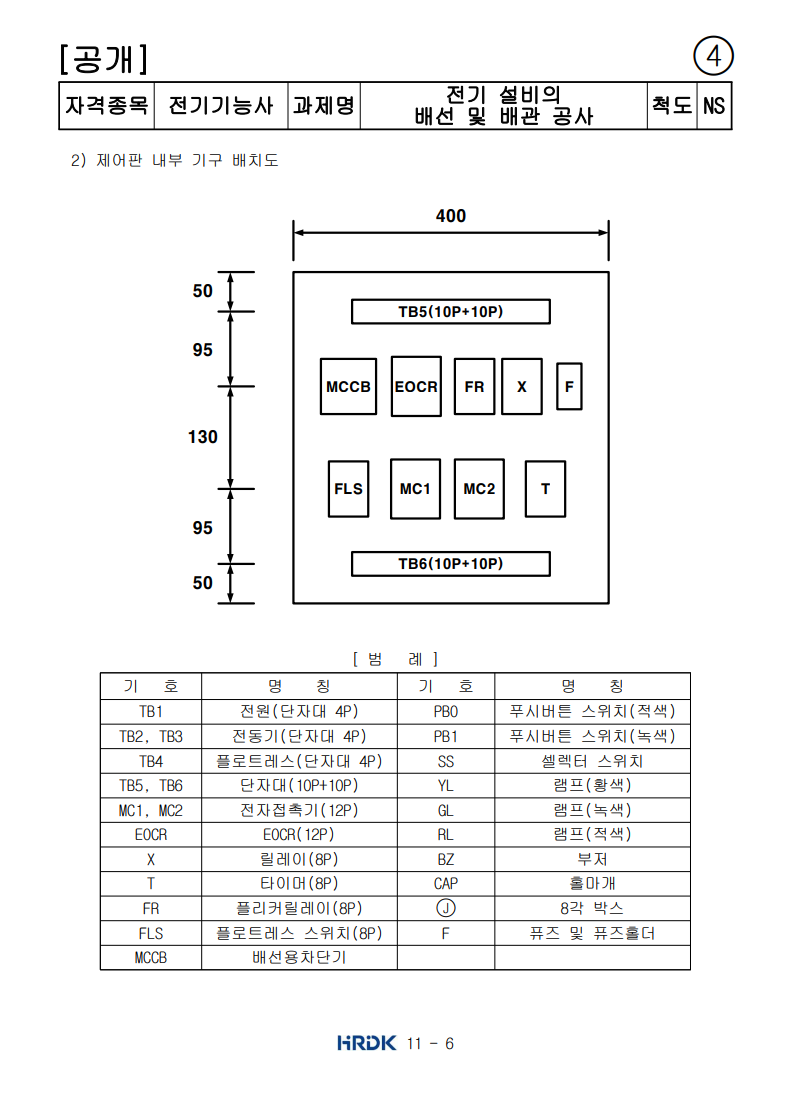 [공개]
④
자격종목 전기기능사 과제명 전기 설비의 배선 및 배관 공사 척도 NS
2) 제어판 내부 기구 배치도
400
50
TB5(10P+10P)
95
MCCB EOCR FR X F
130
FLS MC1 MC2 T
95
TB6(10P+10P)
50
[ 범 례 ]
기 호 명 칭 기 호 명 칭
TB1 전원(단자대 4P) PB0 푸시버튼 스위치(적색)
TB2, TB3 전동기(단자대 4P) PB1 푸시버튼 스위치(녹색)
TB4 플로트레스(단자대 4P) SS 셀렉터 스위치
TB5, TB6 단자대(10P+10P) YL 램프(황색)
MC1, MC2 전자접촉기(12P) GL 램프(녹색)
EOCR EOCR(12P) RL 램프(적색)
X 릴레이(8P) BZ 부저
T 타이머(8P) CAP 홀마개
FR 플리커릴레이(8P) Ⓙ 8각 박스
FLS 플로트레스 스위치(8P) F 퓨즈 및 퓨즈홀더
MCCB 배선용차단기
HRDK 11 - 6